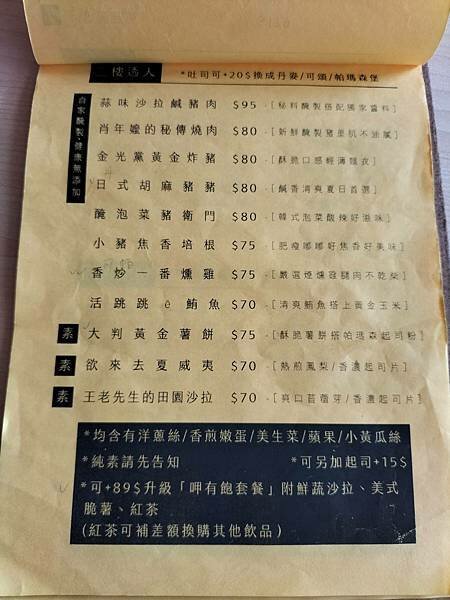 二樓迷人
*吐司可+20$換成丹麥/可頌/帕瑪森堡
自家醃製，健康無添加
蒜味沙拉鹹豬肉 $95 -[秘料醃製搭配獨家醬料]
肖年嬤的秘傳燒肉 $80 -[新鮮醃製豬里肌不油膩]
金光黨黃金炸豬 $80 -[酥脆口感輕薄麵衣]
日式胡麻豬豬 $80 -[鹹香清爽夏日首選]
醃泡菜豬衛門 $80 -[韓式泡菜酸辣好滋味]
小豬焦香培根 $75 -[肥瘦嘟嘟好焦香好美味]
香炒一番燻雞 $75 -[嚴選煙燻雞腿肉不乾柴]
活跳跳ê鮪魚 $70 -[清爽鮪魚搭上黃金玉米]
素 大判黃金薯餅 $75 -[酥脆薯餅搭帕瑪森起司粉]
素 欲來去夏威夷 $70 -[熱煎鳳梨/香濃起司片]
素 王老先生的田園沙拉 $70 -[爽口苜蓿芽/香濃起司片]
*均含有洋蔥絲/香煎嫩蛋/美生菜/蘋果/小黃瓜絲
*純素請先告知 *可另加起司+15$
*可+89$升級「呷有飽套餐」附鮮蔬沙拉、美式
脆薯、紅茶
(紅茶可補差額換購其他飲品)